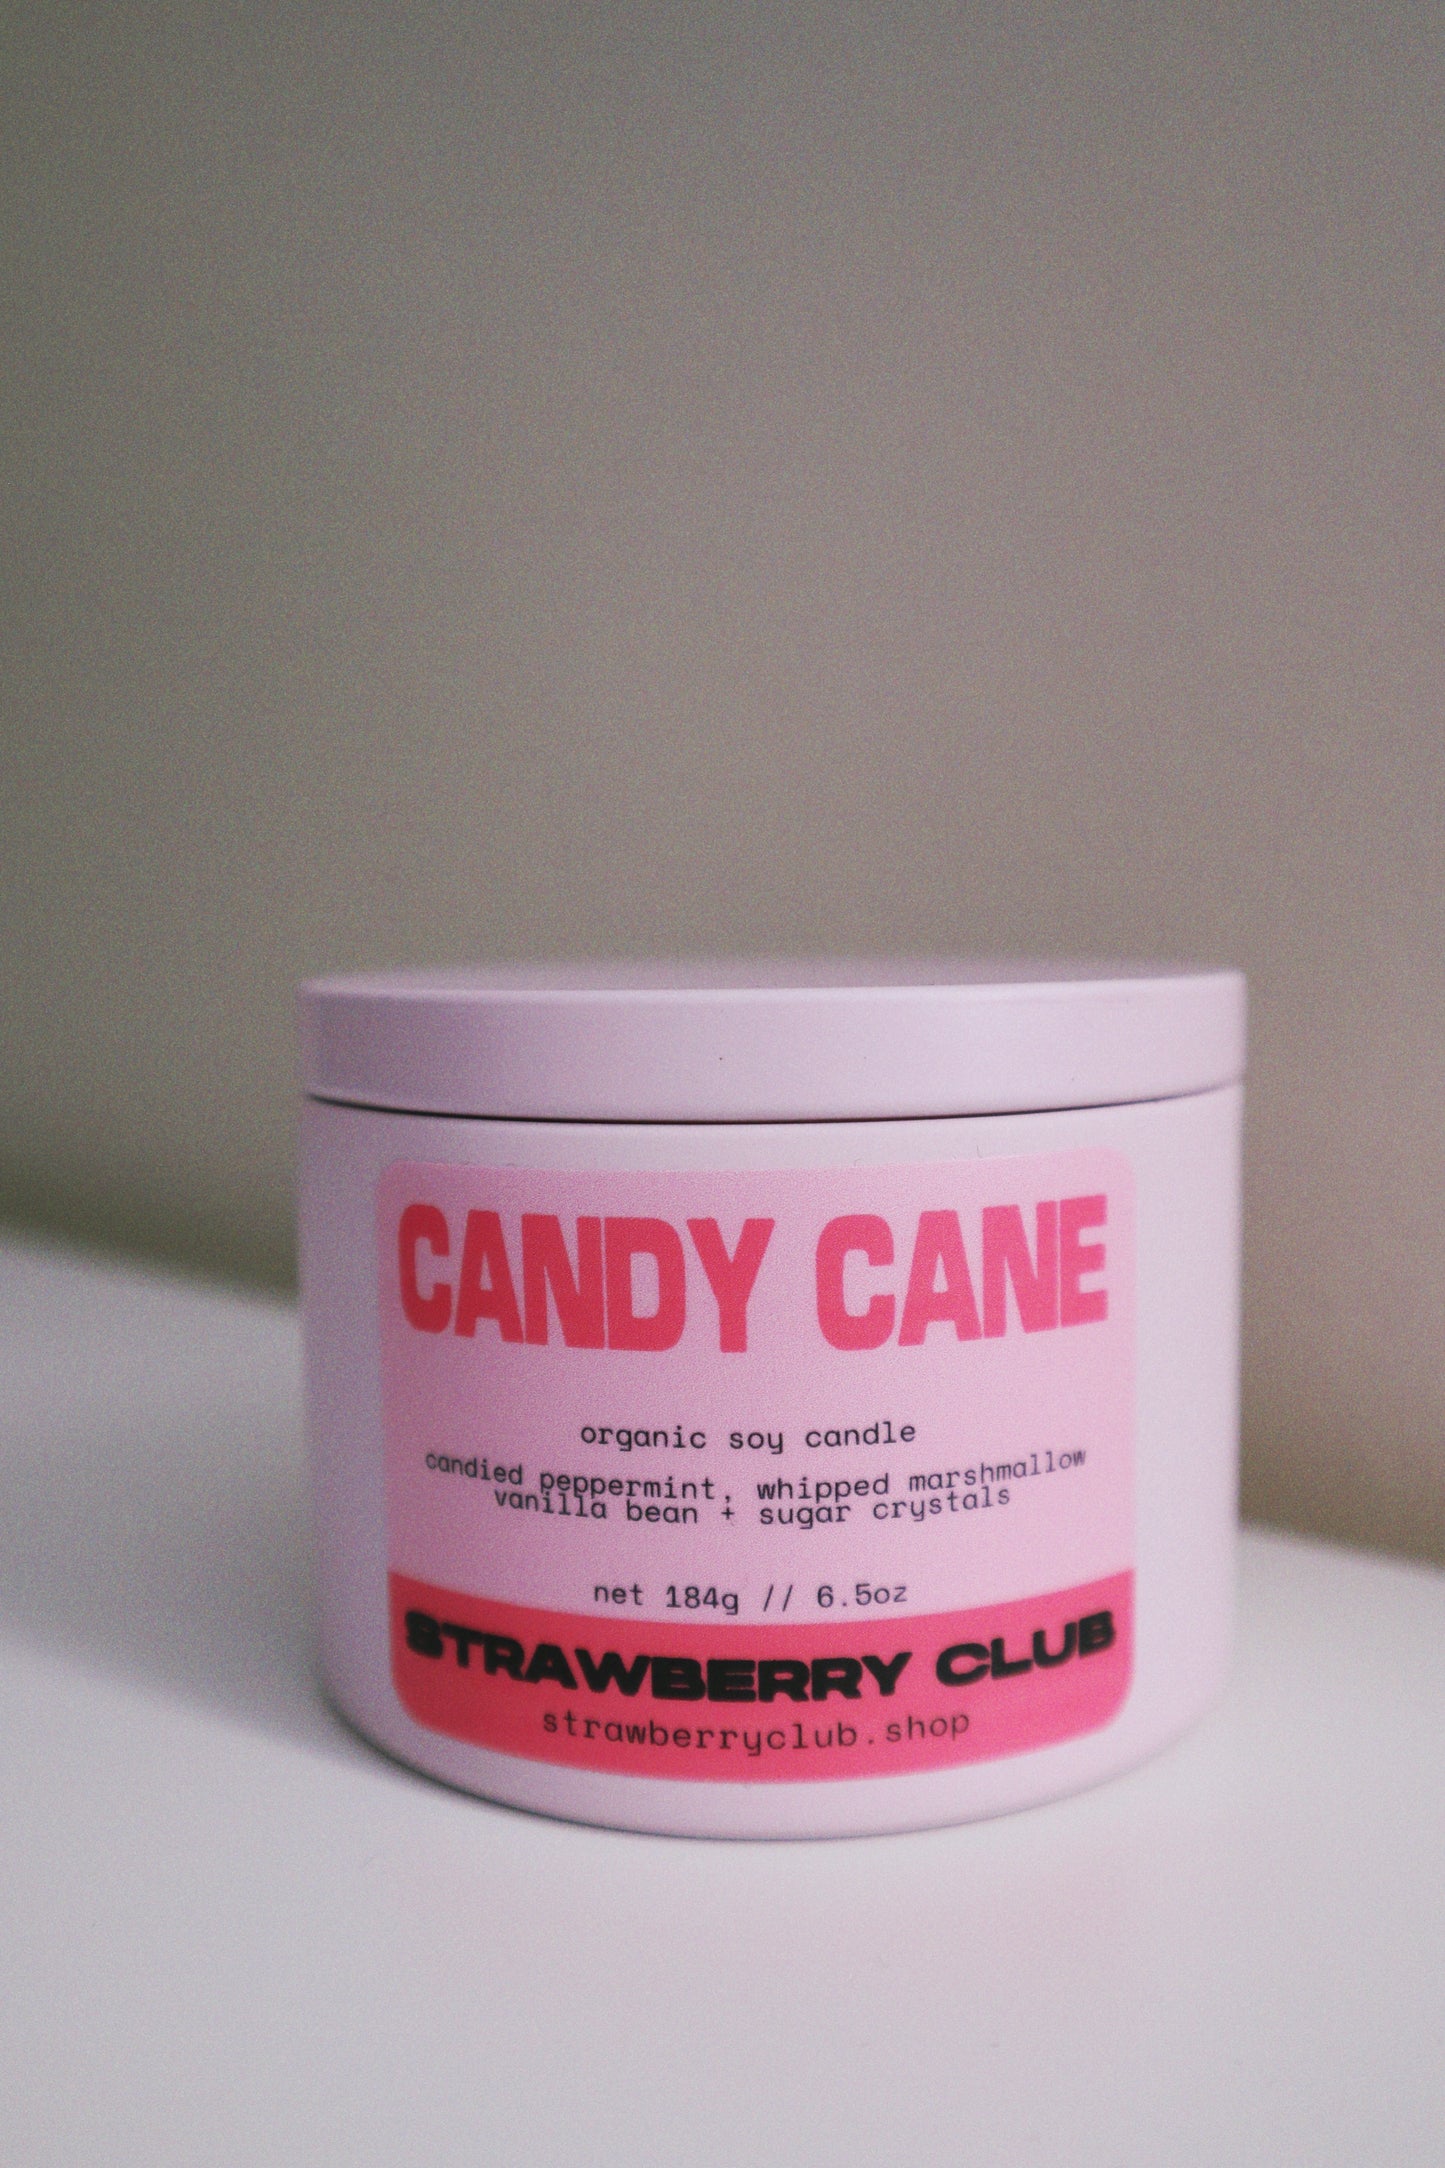 CANDY CANE
organic soy candle
candied peppermint, whipped marshmallow
vanilla bean + sugar crystals
net 184g // 6.5oz
STRAWBERRY CLUB
strawberryclub.shop